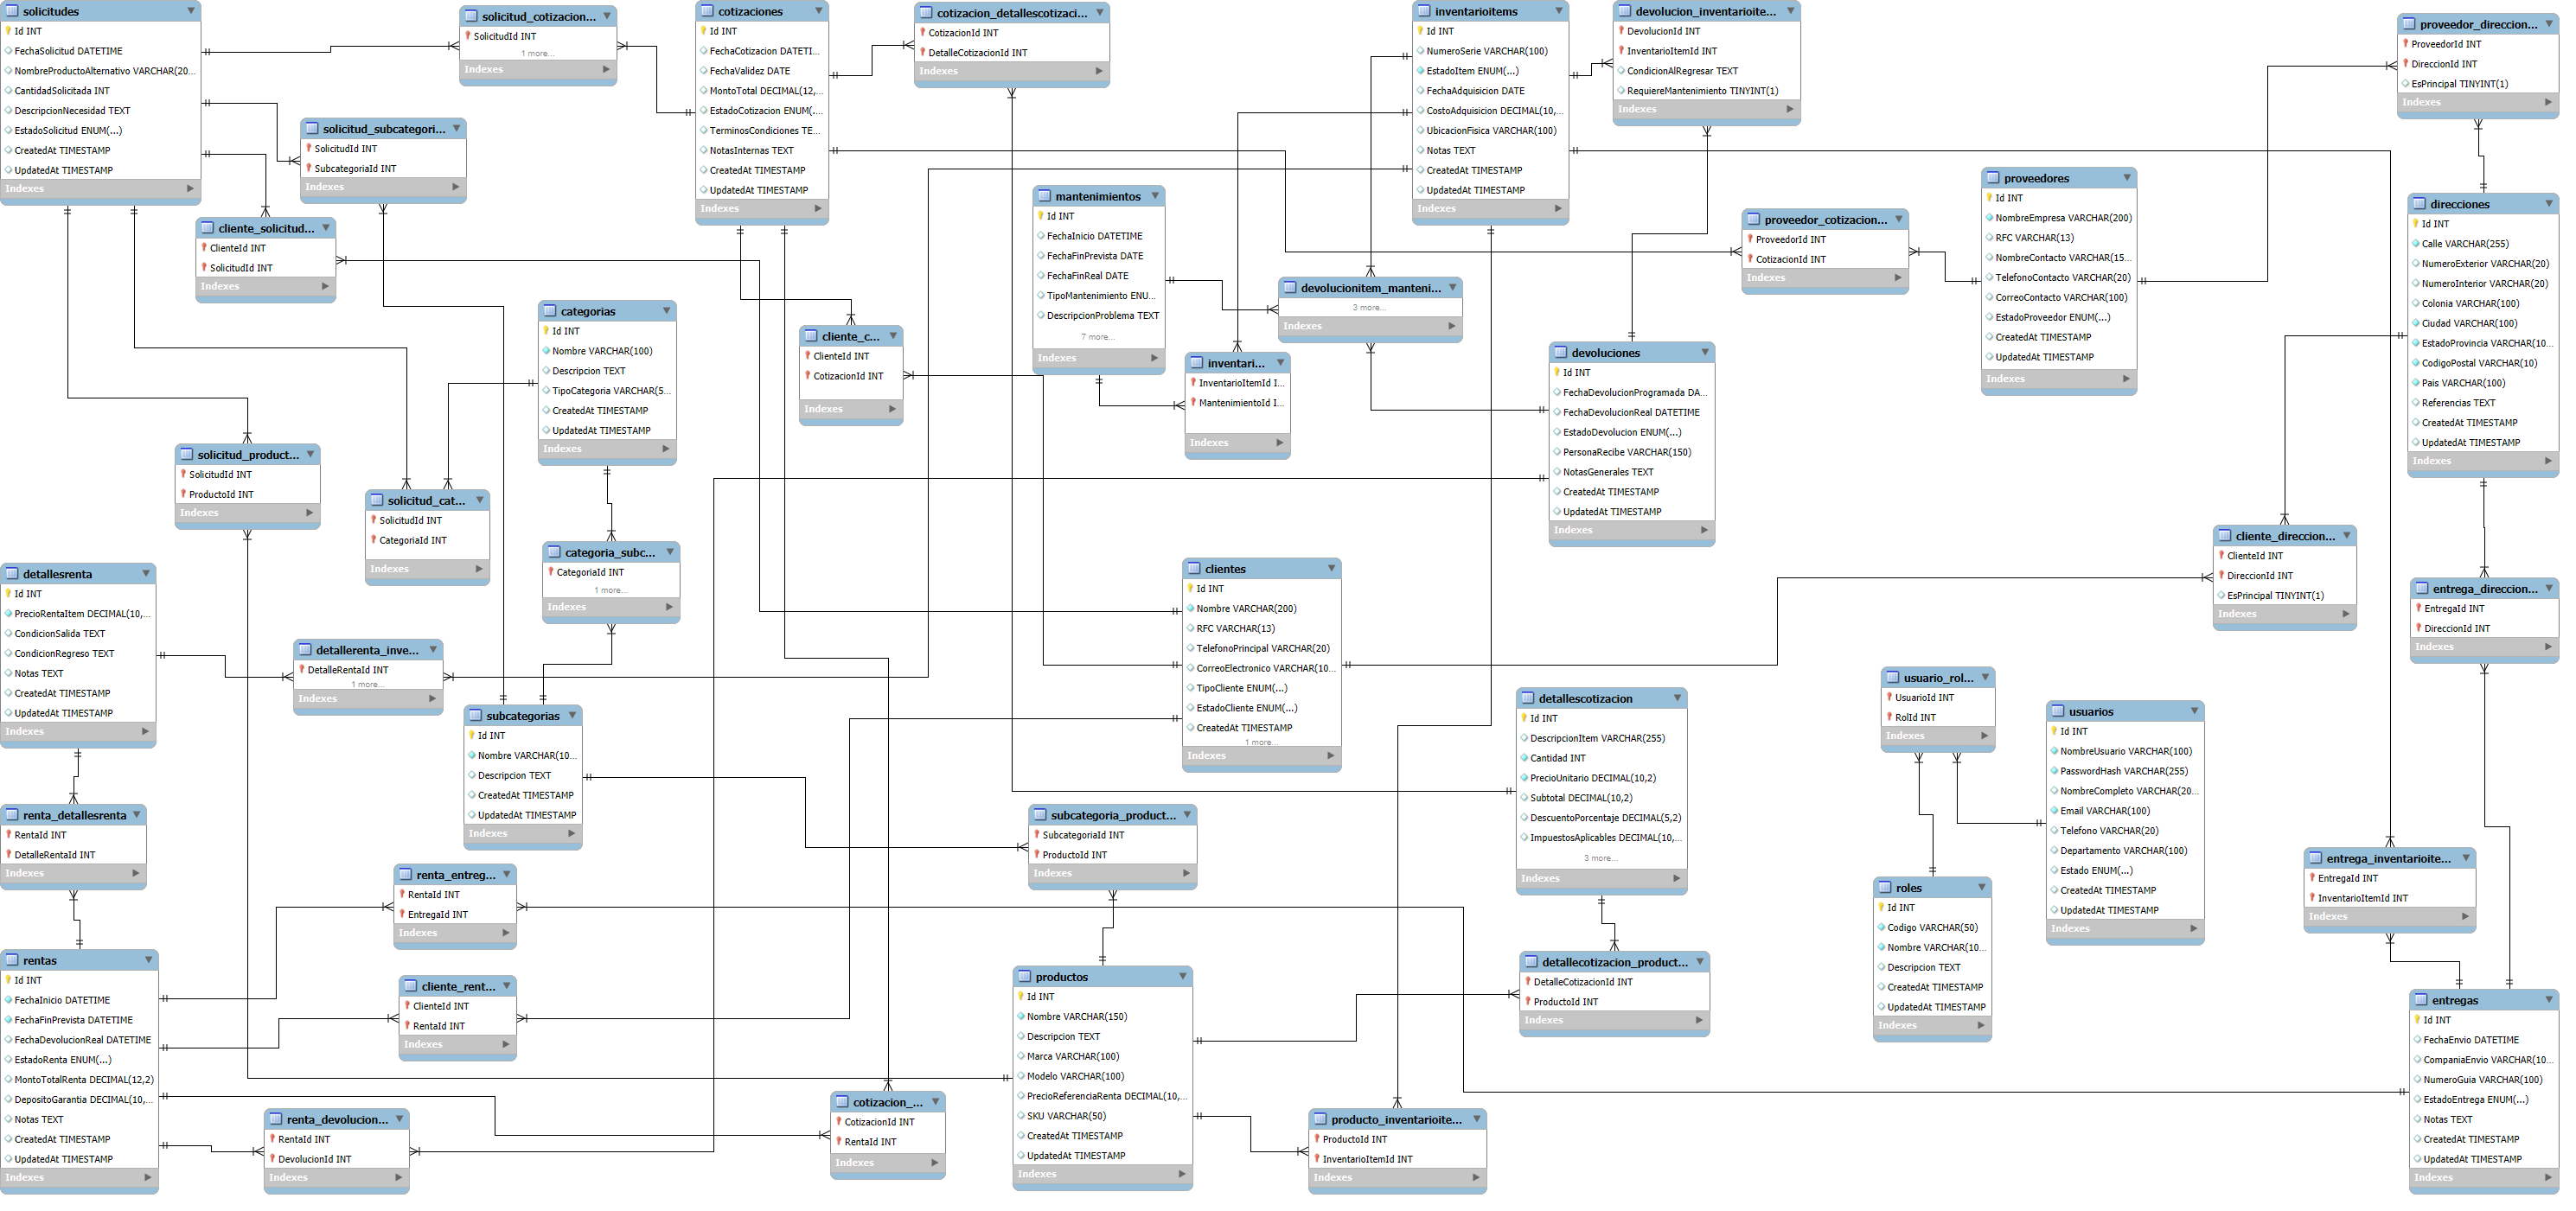 solicitudes
Id INT
FechaSolicitud DATETIME
NombreProductoAlternativo VARCHAR(20...
CantidadSolicitada INT
DescripcionNecesidad TEXT
EstadoSolicitud ENUM(...)
CreatedAt TIMESTAMP
UpdatedAt TIMESTAMP
Indexes
solicitud_cotizacion...
SolicitudId INT
1 more...
Indexes
cotizaciones
Id INT
FechaCotizacion DATETI...
FechaValidez DATE
MontoTotal DECIMAL(12,...
EstadoCotizacion ENUM(...
TerminosCondiciones TE...
NotasInternas TEXT
CreatedAt TIMESTAMP
UpdatedAt TIMESTAMP
Indexes
cotizacion_detallescotizaci...
CotizacionId INT
DetalleCotizacionId INT
Indexes
inventarioitems
Id INT
NumeroSerie VARCHAR(100)
EstadoItem ENUM(...)
FechaAdquisicion DATE
CostoAdquisicion DECIMAL(10,...
UbicacionFisica VARCHAR(100)
Notas TEXT
CreatedAt TIMESTAMP
UpdatedAt TIMESTAMP
Indexes
devolucion_inventarioite...
DevolucionId INT
InventarioItemId INT
CondicionAlRegresar TEXT
RequiereMantenimiento TINYINT(1)
Indexes
proveedor_direccion...
ProveedorId INT
DireccionId INT
EsPrincipal TINYINT(1)
Indexes
solicitud_subcategori...
SolicitudId INT
SubcategoriaId INT
Indexes
cliente_solicitud...
ClienteId INT
SolicitudId INT
Indexes
mantenimientos
Id INT
FechaInicio DATETIME
FechaFinPrevista DATE
FechaFinReal DATE
TipoMantenimiento ENU...
DescripcionProblema TEXT
7 more...
Indexes
proveedor_cotizacion...
ProveedorId INT
CotizacionId INT
Indexes
proveedores
Id INT
NombreEmpresa VARCHAR(200)
RFC VARCHAR(13)
NombreContacto VARCHAR(15...
TelefonoContacto VARCHAR(20)
CorreoContacto VARCHAR(100)
EstadoProveedor ENUM(...)
CreatedAt TIMESTAMP
UpdatedAt TIMESTAMP
Indexes
direcciones
Id INT
Calle VARCHAR(255)
NumeroExterior VARCHAR(20)
NumeroInterior VARCHAR(20)
Colonia VARCHAR(100)
Ciudad VARCHAR(100)
EstadoProvincia VARCHAR(10...
CodigoPostal VARCHAR(10)
Pais VARCHAR(100)
Referencias TEXT
CreatedAt TIMESTAMP
UpdatedAt TIMESTAMP
Indexes
devolucionitem_manteni...
3 more...
Indexes
categorias
Id INT
Nombre VARCHAR(100)
Descripcion TEXT
TipoCategoria VARCHAR(5...
CreatedAt TIMESTAMP
UpdatedAt TIMESTAMP
Indexes
cliente_c...
ClienteId INT
CotizacionId INT
Indexes
inventari...
InventarioItemId I...
MantenimientoId I...
Indexes
devoluciones
Id INT
FechaDevolucionProgramada DA...
FechaDevolucionReal DATETIME
EstadoDevolucion ENUM(...)
PersonaRecibe VARCHAR(150)
NotasGenerales TEXT
CreatedAt TIMESTAMP
UpdatedAt TIMESTAMP
Indexes
solicitud_product...
SolicitudId INT
ProductoId INT
Indexes
solicitud_cat...
SolicitudId INT
CategoriaId INT
Indexes
categoria_subc...
CategoriaId INT
1 more...
Indexes
cliente_direccion...
ClienteId INT
DireccionId INT
EsPrincipal TINYINT(1)
Indexes
detallesrenta
Id INT
PrecioRentaItem DECIMAL(10,...
CondicionSalida TEXT
CondicionRegreso TEXT
Notas TEXT
CreatedAt TIMESTAMP
UpdatedAt TIMESTAMP
Indexes
clientes
Id INT
Nombre VARCHAR(200)
RFC VARCHAR(13)
TelefonoPrincipal VARCHAR(20)
CorreoElectronico VARCHAR(10...
TipoCliente ENUM(...)
EstadoCliente ENUM(...)
CreatedAt TIMESTAMP
1 more...
Indexes
entrega_direccion...
EntregaId INT
DireccionId INT
Indexes
detallerenta_inve...
DetalleRentaId INT
1 more...
Indexes
subcategorias
Id INT
Nombre VARCHAR(10...
Descripcion TEXT
CreatedAt TIMESTAMP
UpdatedAt TIMESTAMP
Indexes
detallescotizacion
Id INT
DescripcionItem VARCHAR(255)
Cantidad INT
PrecioUnitario DECIMAL(10,2)
Subtotal DECIMAL(10,2)
DescuentoPorcentaje DECIMAL(5,2)
ImpuestosAplicables DECIMAL(10,...
3 more...
Indexes
usuario_rol...
UsuarioId INT
RolId INT
Indexes
usuarios
Id INT
NombreUsuario VARCHAR(100)
PasswordHash VARCHAR(255)
NombreCompleto VARCHAR(20...
Email VARCHAR(100)
Telefono VARCHAR(20)
Departamento VARCHAR(100)
Estado ENUM(...)
CreatedAt TIMESTAMP
UpdatedAt TIMESTAMP
Indexes
renta_detallesrenta
RentaId INT
DetalleRentaId INT
Indexes
subcategoria_product...
SubcategoriaId INT
ProductoId INT
Indexes
entrega_inventarioite...
EntregaId INT
InventarioItemId INT
Indexes
renta_entreg...
RentaId INT
EntregaId INT
Indexes
roles
Id INT
Codigo VARCHAR(50)
Nombre VARCHAR(10...
Descripcion TEXT
CreatedAt TIMESTAMP
UpdatedAt TIMESTAMP
Indexes
rentas
Id INT
FechaInicio DATETIME
FechaFinPrevista DATETIME
FechaDevolucionReal DATETIME
EstadoRenta ENUM(...)
MontoTotalRenta DECIMAL(12,2)
DepositoGarantia DECIMAL(10,...
Notas TEXT
CreatedAt TIMESTAMP
UpdatedAt TIMESTAMP
Indexes
cliente_rent...
ClienteId INT
RentaId INT
Indexes
productos
Id INT
Nombre VARCHAR(150)
Descripcion TEXT
Marca VARCHAR(100)
Modelo VARCHAR(100)
PrecioReferenciaRenta DECIMAL(10,...
SKU VARCHAR(50)
CreatedAt TIMESTAMP
UpdatedAt TIMESTAMP
Indexes
detallecotizacion_product...
DetalleCotizacionId INT
ProductoId INT
Indexes
entregas
Id INT
FechaEnvio DATETIME
CompaniaEnvio VARCHAR(10...
NumeroGuia VARCHAR(100)
EstadoEntrega ENUM(...)
Notas TEXT
CreatedAt TIMESTAMP
UpdatedAt TIMESTAMP
Indexes
renta_devolucion...
RentaId INT
DevolucionId INT
Indexes
cotizacion_...
CotizacionId INT
RentaId INT
Indexes
producto_inventarioite...
ProductoId INT
InventarioItemId INT
Indexes